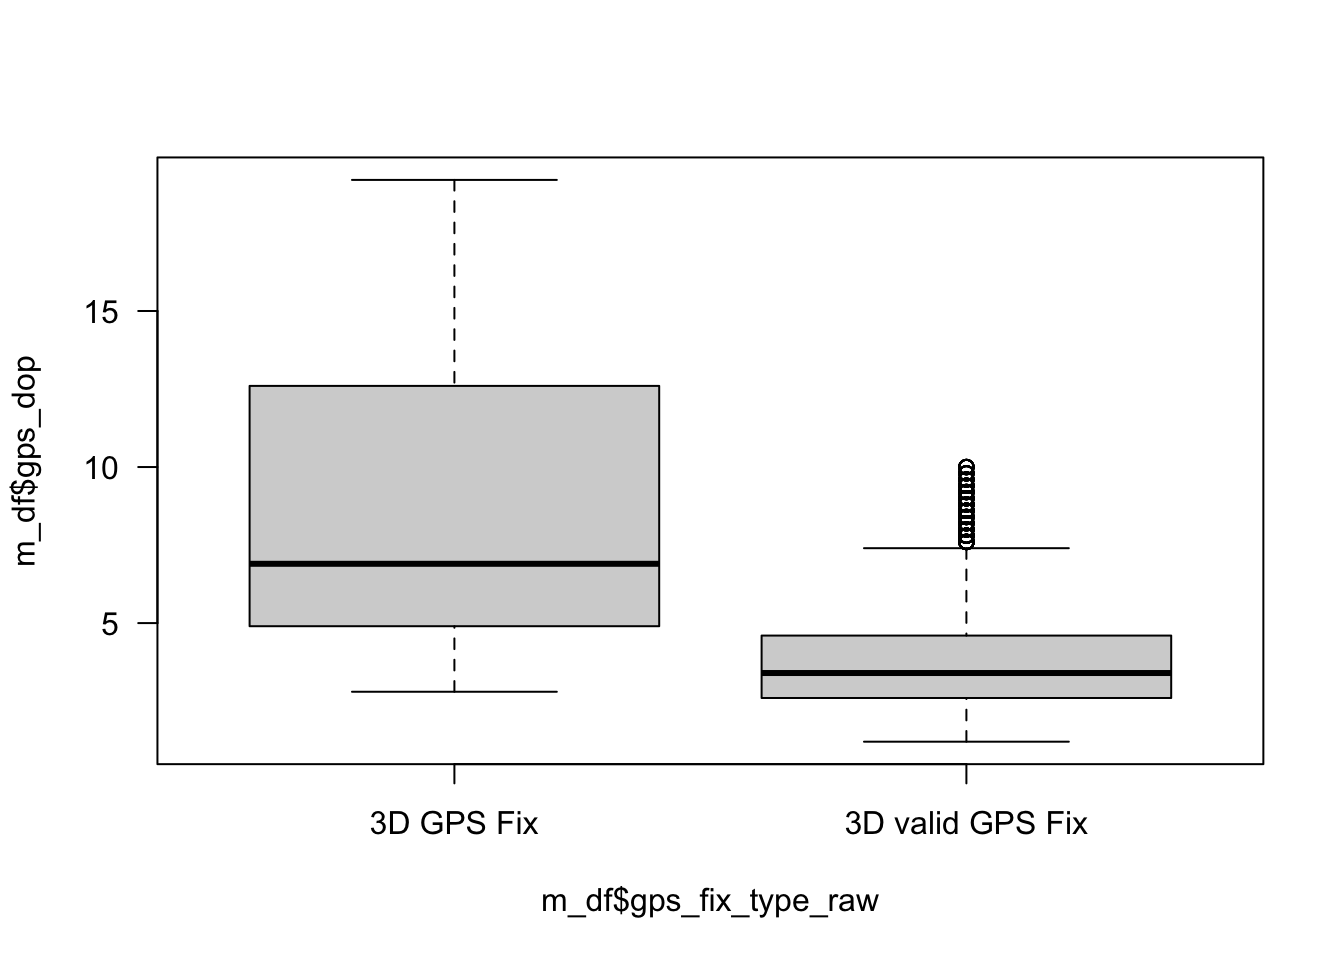 15
10
5
m_df$gps_dop
3D GPS Fix
3D valid GPS Fix
m_df$gps_fix_type_raw